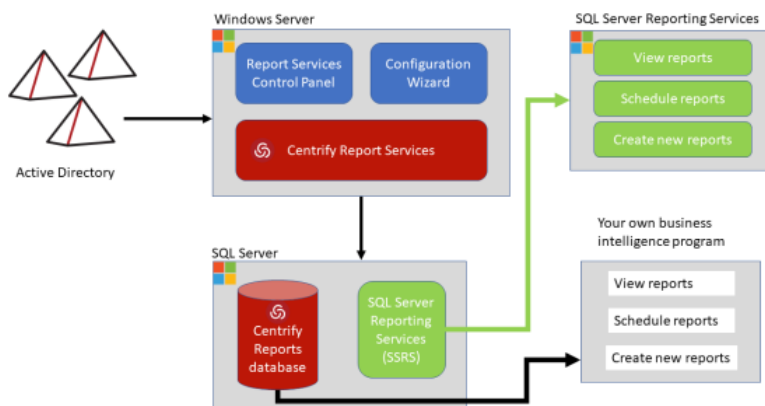 Windows Server
SQL Server Reporting Services
Report Services
Control Panel
Configuration
Wizard
Centrify Report Services
View reports
Schedule reports
Create new reports
Active Directory
SQL Server
Centrify
Reports
database
SQL Server
Reporting
Services
(SSRS)
Your own business
intelligence program
View reports
Schedule reports
Create new reports